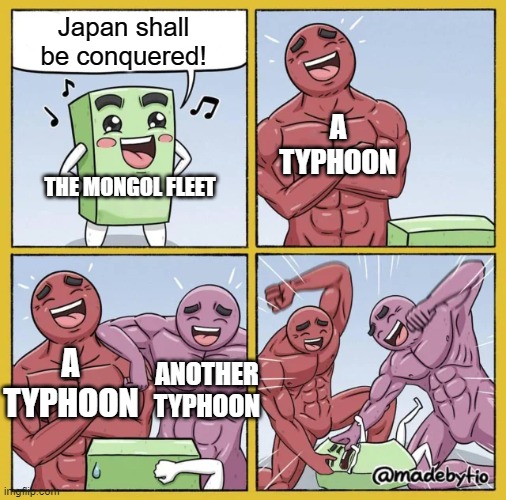 Japan shall
be conquered!
THE MONGOL FLEET
A
TYPHOON
A
TYPHOON
ANOTHER
TYPHOON
@madebytio
imgflip.com